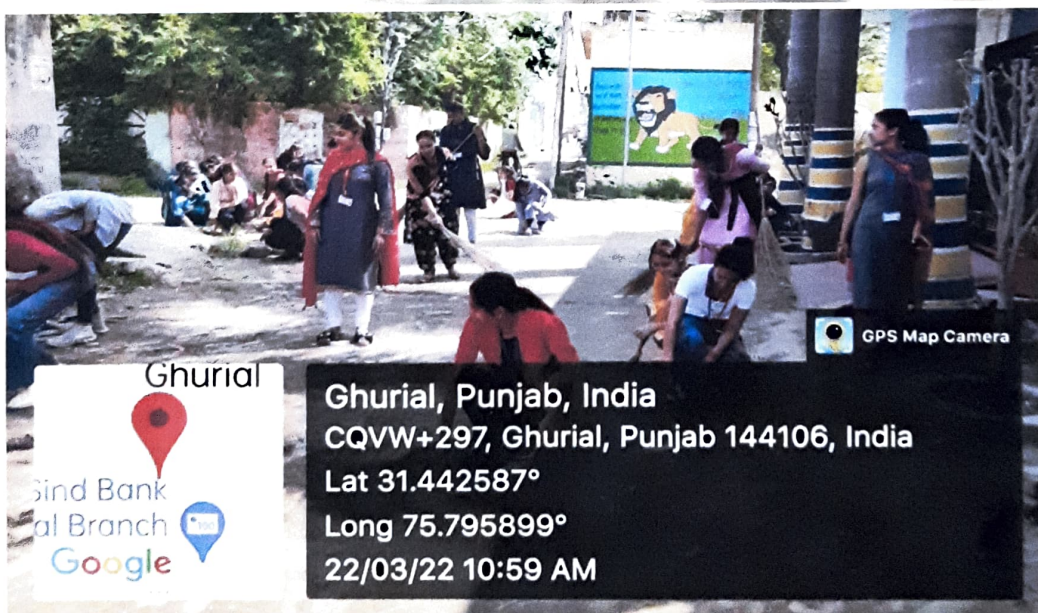 GPS Map Camera
Ghurial
Sind Bank
al Branch
Google
Ghurial, Punjab, India
CQVW+297, Ghurial, Punjab 144106, India
Lat 31.442587°
Long 75.795899°
22/03/22 10:59 AM